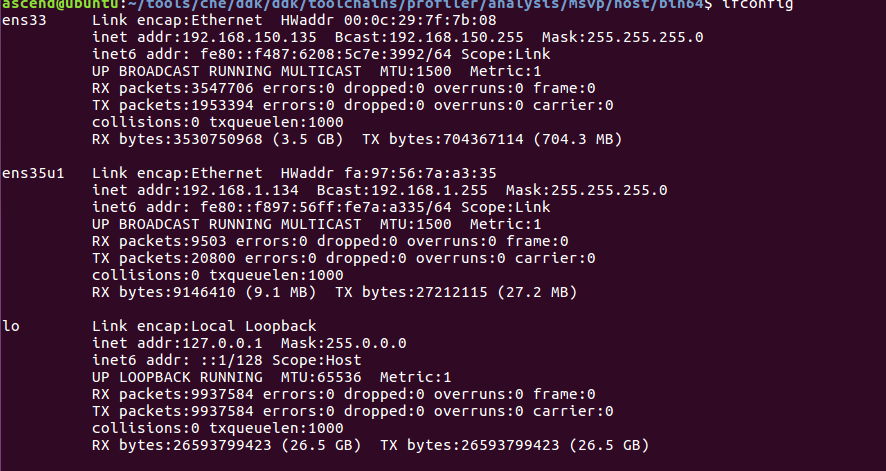 ascend@ubuntu:~/tools/che/ddk/ddk/toolchains/profiler/analysis/msvp/host/bin64$ ifconfig
ens33     Link encap:Ethernet  HWaddr 00:0c:29:7f:7b:08
          inet addr:192.168.150.135  Bcast:192.168.150.255  Mask:255.255.255.0
          inet6 addr: fe80::f487:6208:5c7e:3992/64 Scope:Link
          UP BROADCAST RUNNING MULTICAST  MTU:1500  Metric:1
          RX packets:3547706 errors:0 dropped:0 overruns:0 frame:0
          TX packets:1953394 errors:0 dropped:0 overruns:0 carrier:0
          collisions:0 txqueuelen:1000
          RX bytes:3530750968 (3.5 GB)  TX bytes:704367114 (704.3 MB)

ens35u1   Link encap:Ethernet  HWaddr fa:97:56:7a:a3:35
          inet addr:192.168.1.134  Bcast:192.168.1.255  Mask:255.255.255.0
          inet6 addr: fe80::f897:56ff:fe7a:a335/64 Scope:Link
          UP BROADCAST RUNNING MULTICAST  MTU:1500  Metric:1
          RX packets:9503 errors:0 dropped:0 overruns:0 frame:0
          TX packets:20800 errors:0 dropped:0 overruns:0 carrier:0
          collisions:0 txqueuelen:1000
          RX bytes:9146410 (9.1 MB)  TX bytes:27212115 (27.2 MB)

lo        Link encap:Local Loopback
          inet addr:127.0.0.1  Mask:255.0.0.0
          inet6 addr: ::1/128 Scope:Host
          UP LOOPBACK RUNNING  MTU:65536  Metric:1
          RX packets:9937584 errors:0 dropped:0 overruns:0 frame:0
          TX packets:9937584 errors:0 dropped:0 overruns:0 carrier:0
          collisions:0 txqueuelen:1000
          RX bytes:26593799423 (26.5 GB)  TX bytes:26593799423 (26.5 GB)